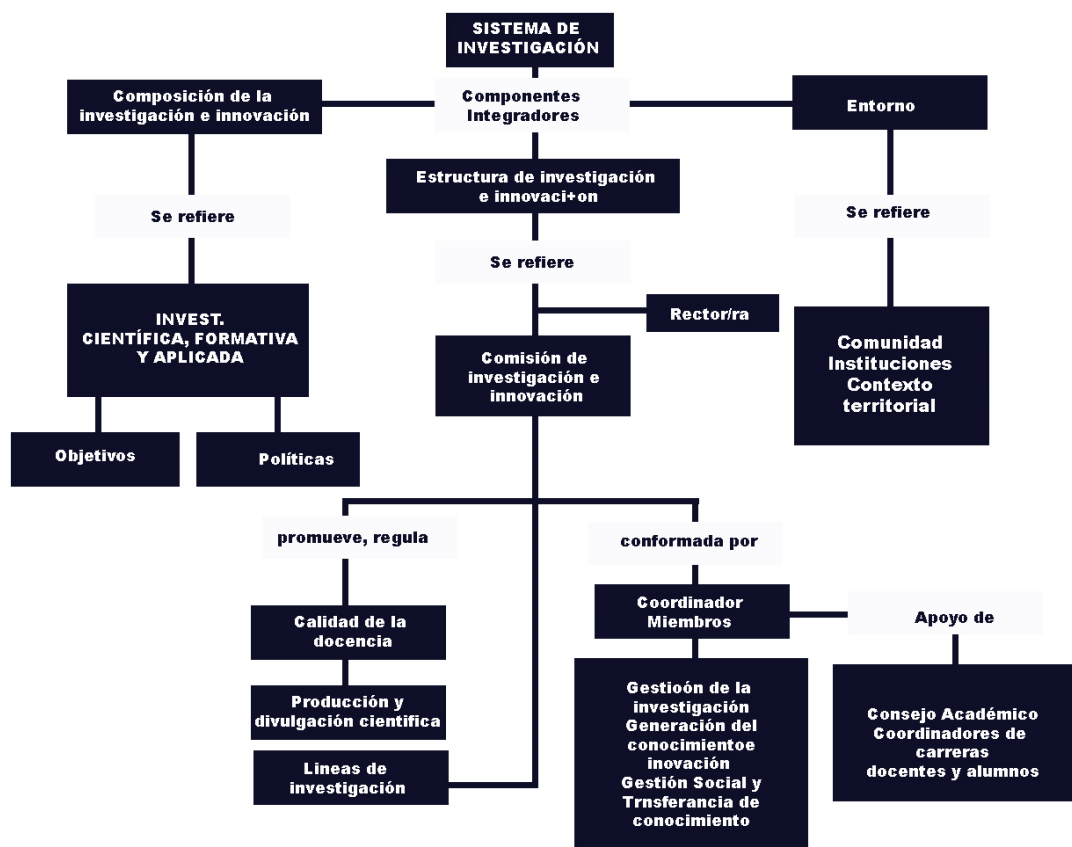 SISTEMA DE
INVESTIGACIÓN
Composición de la
investigación e innovación
Componentes
Integradores
Entorno
Estructura de investigación
e innovaci+on
Se refiere
Se refiere
Se refiere
INVEST.
CIENTÍFICA, FORMATIVA
Y APLICADA
Rector/ra
Comunidad
Instituciones
Contexto
territorial
Comisión de
investigación e
innovación
Objetivos
Políticas
promueve, regula
conformada por
Calidad de la
docencia
Coordinador
Miembros
Apoyo de
Producción y
divulgación cientifica
Lineas de
investigación
Gestioón de la
investigación
Generación del
conocimientoe
inovación
Gestión Social y
Trnsferancia de
conocimiento
Consejo Académico
Coordinadores de
carreras
docentes y alumnos